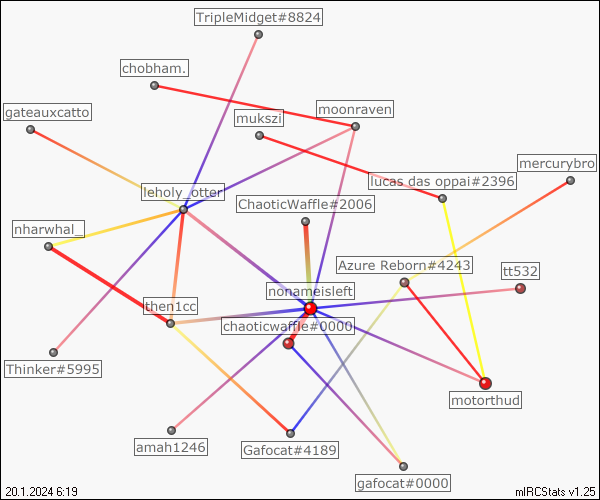 TripleMidget#8824
chobham.
gateauxcatto
mukszi
moonraven
mercurybro
leholy_otter
lucas das oppai#2396
ChaoticWaffle#2006
nharwhal_
Azure Reborn#4243
tt532
nonameisleft
then1cc
chaoticwaffle#0000
Thinker#5995
motorthud
amah1246
Gafocat#4189
gafocat#0000
20.1.2024 6:19
mIRCStats v1.25